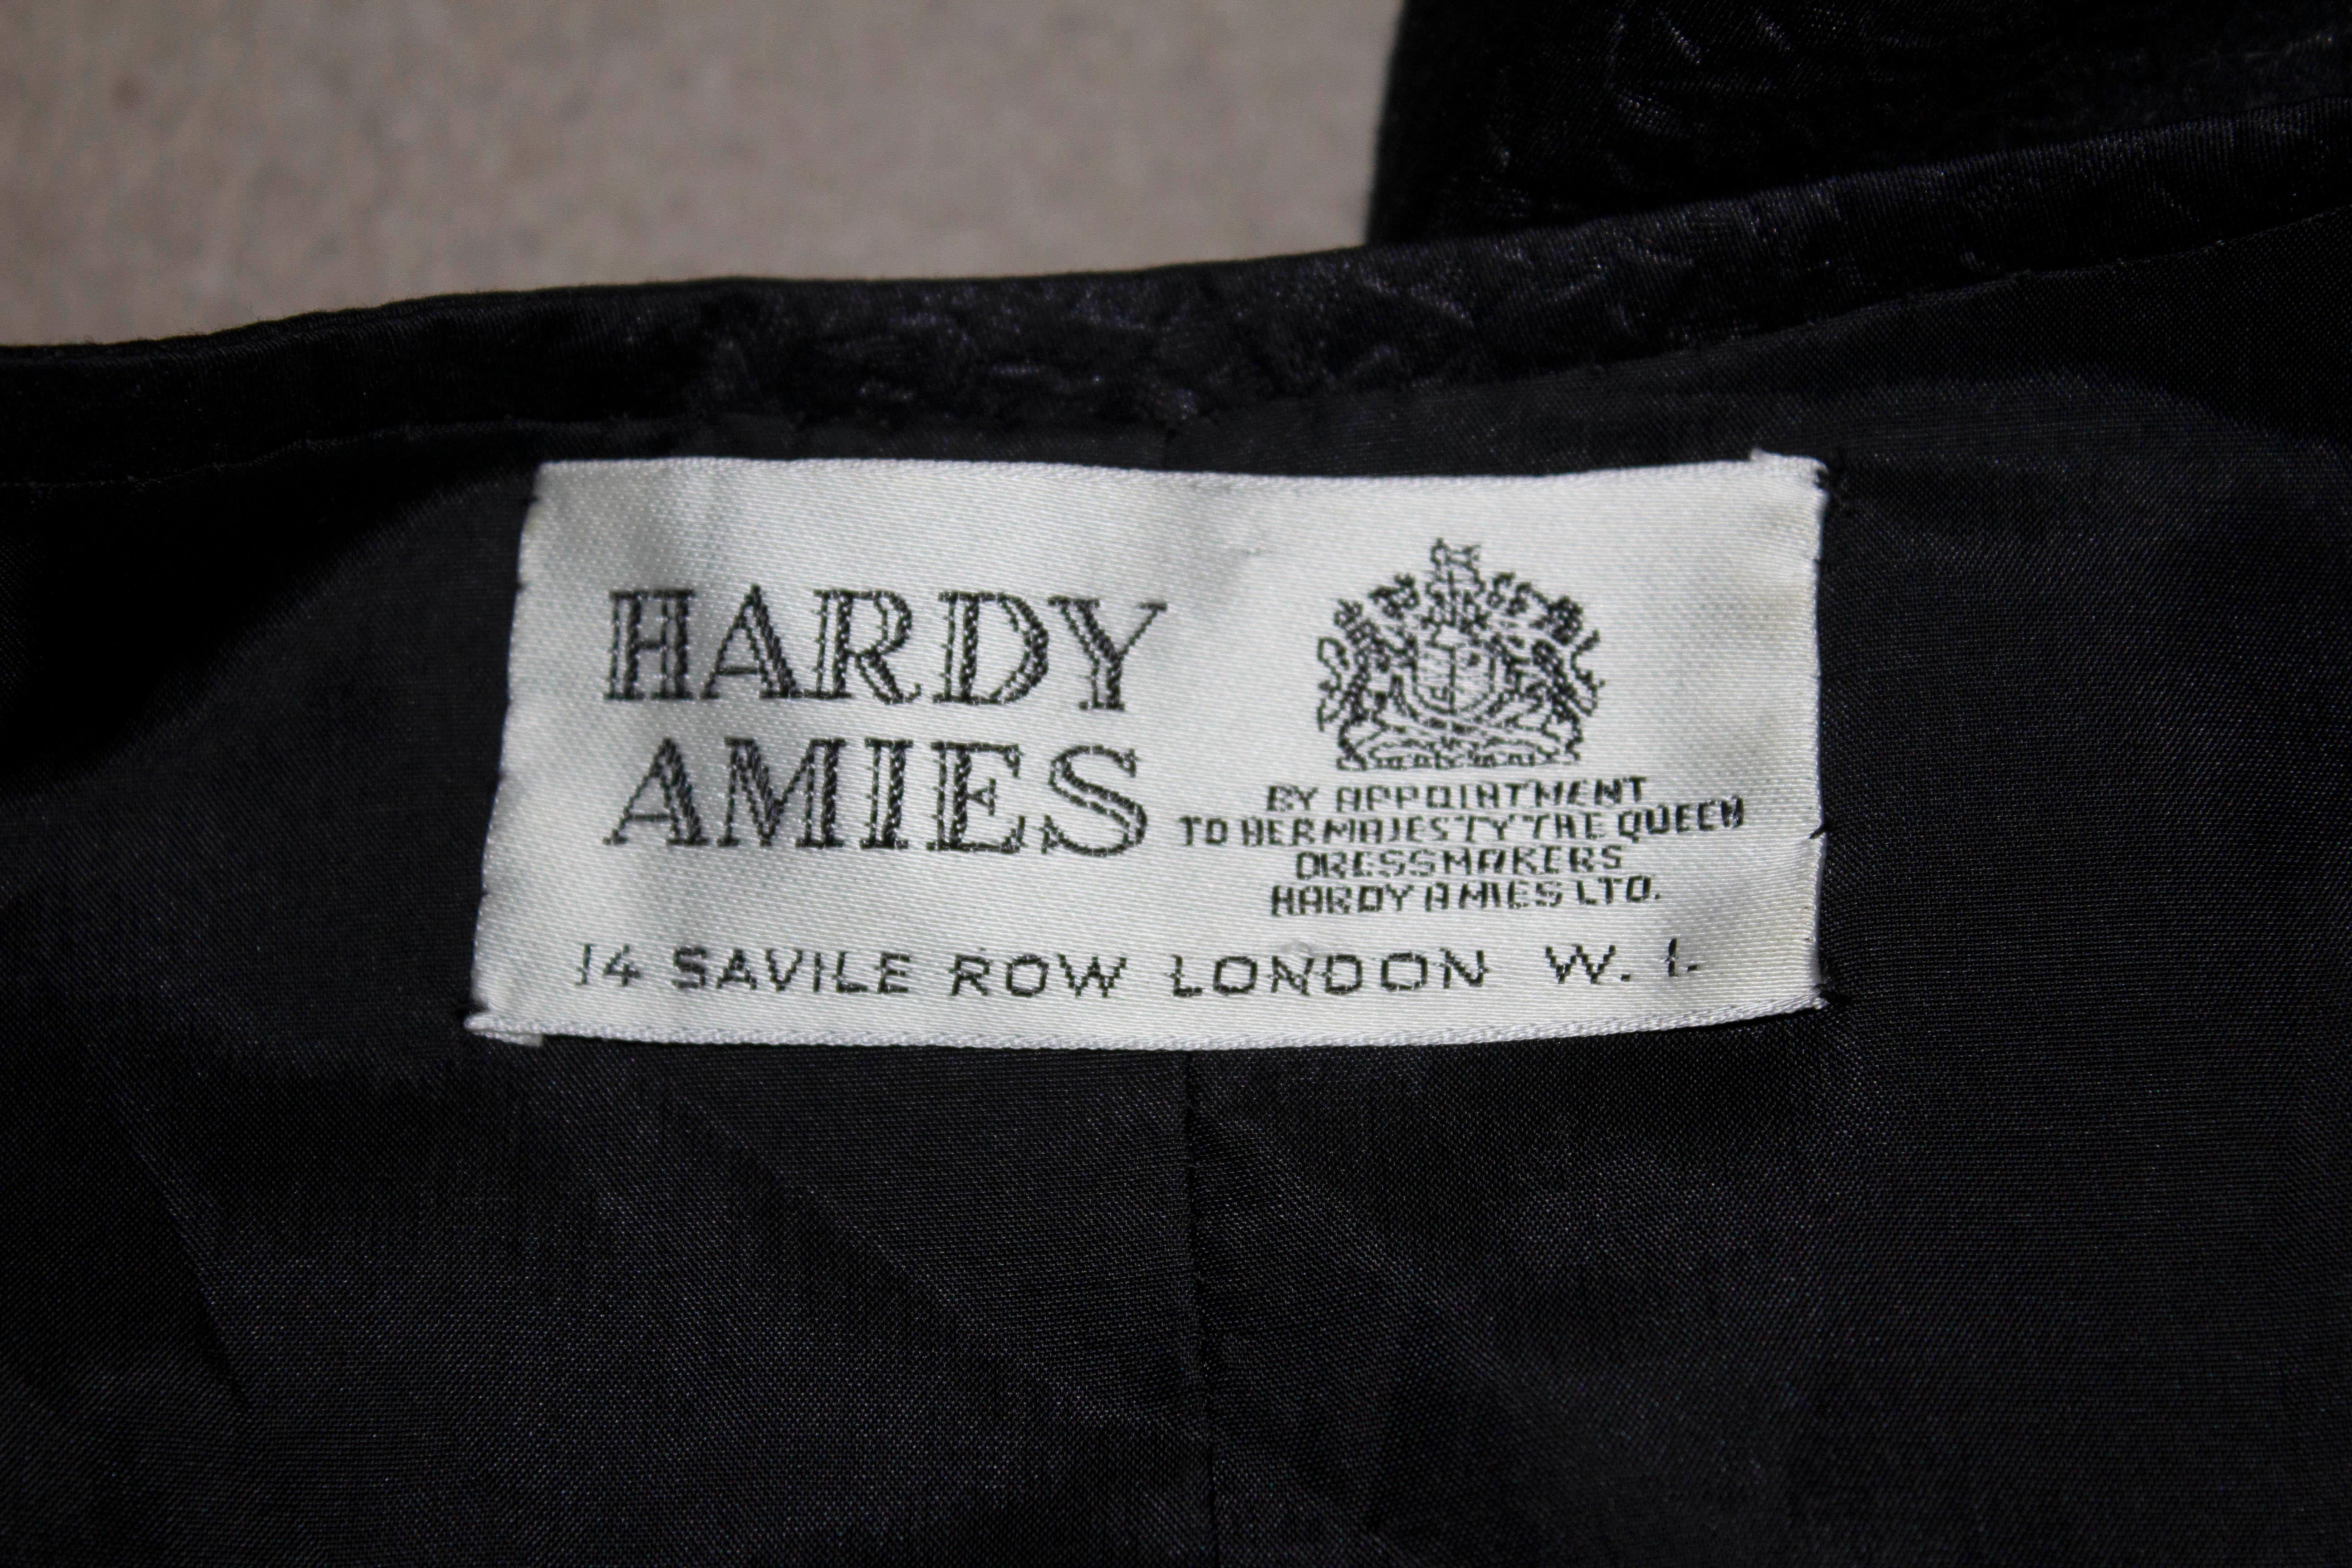 HARDY
AMIES
BY APPOINTMENT
TO HER MAJESTY THE QUEEN
DRESSMAKERS
HARDY AMIES LTD.
14 SAVILE ROW LONDON W. 1.